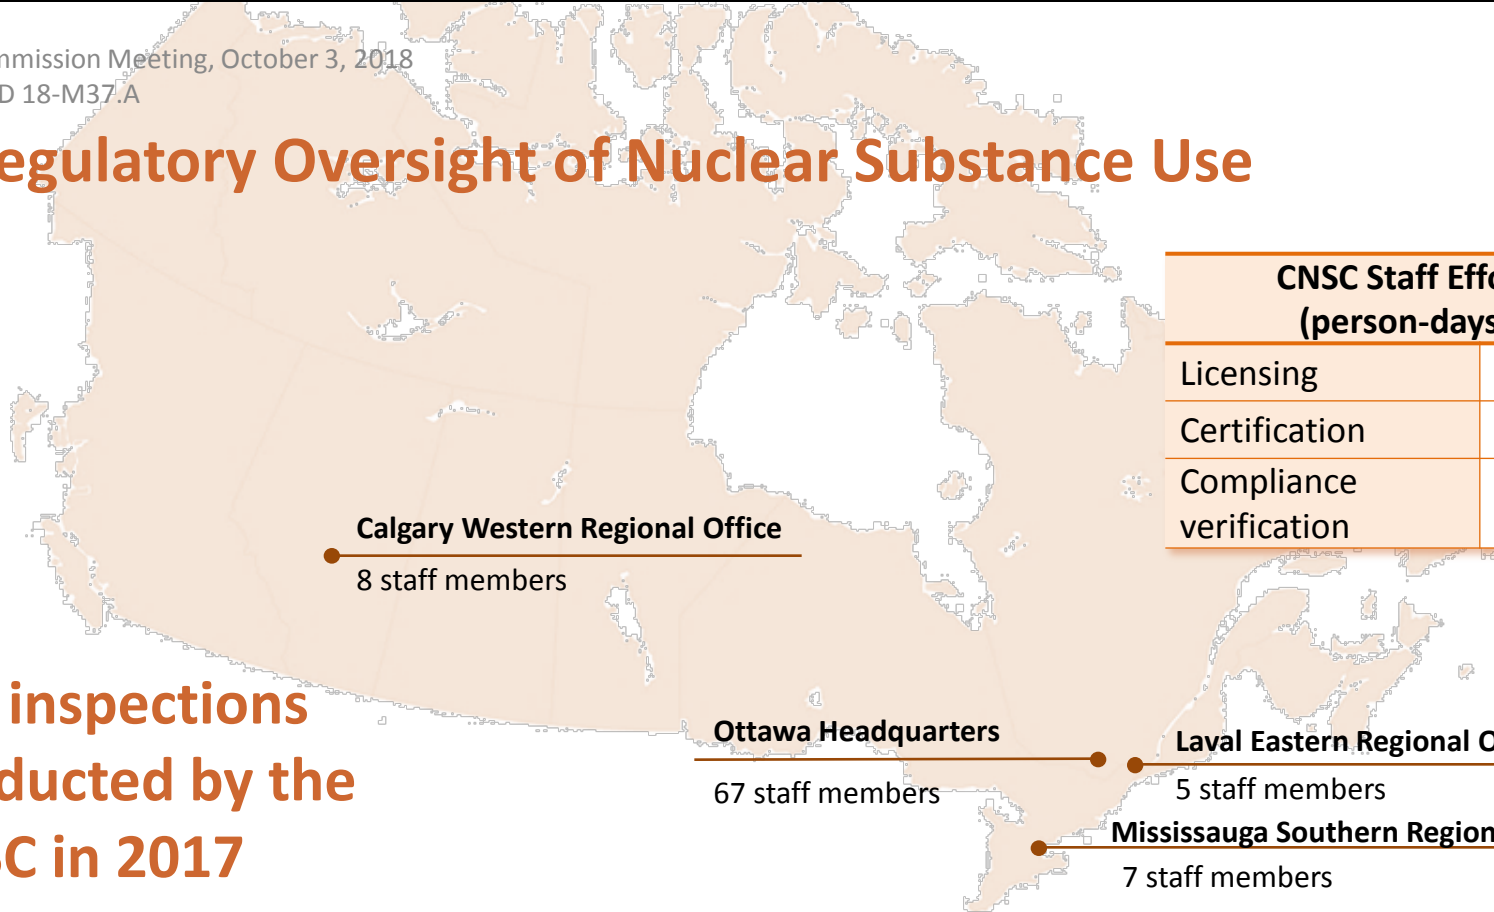 mmission Meeting, October 3, 2018
D 18-M37.A
egulatory Oversight of Nuclear Substance Use
CNSC Staff Effo
(person-days
Licensing
Certification
Compliance
verification
Calgary Western Regional Office
8 staff members
inspections
ducted by the
C in 2017
Ottawa Headquarters
67 staff members
Laval Eastern Regional O
5 staff members
Mississauga Southern Region
7 staff members